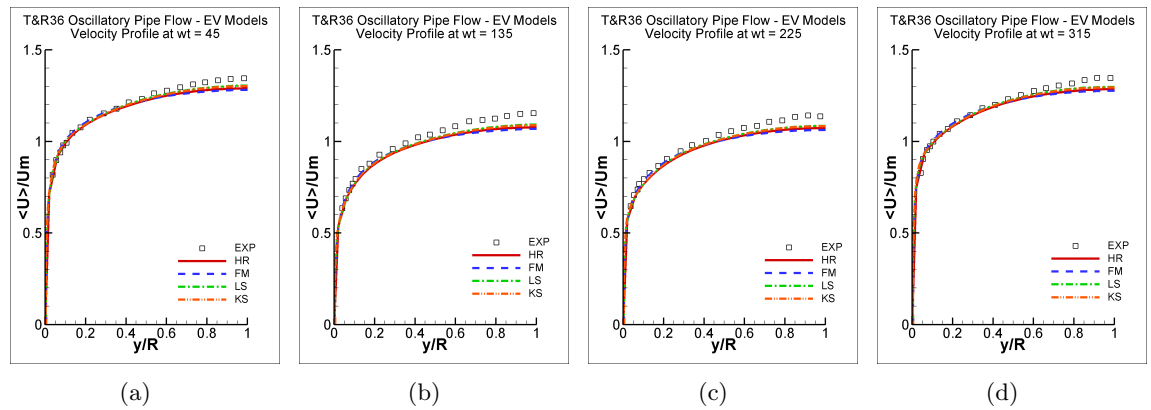 T&R36 Oscillatory Pipe Flow - EV Models
Velocity Profile at wt = 45
1.5
1
0.5
0
<U>/Um
EXP
HR
FM
LS
KS
0 0.2 0.4 0.6 0.8 1
y/R
(a)
T&R36 Oscillatory Pipe Flow - EV Models
Velocity Profile at wt = 135
1.5
1
0.5
0
<U>/Um
EXP
HR
FM
LS
KS
0 0.2 0.4 0.6 0.8 1
y/R
(b)
T&R36 Oscillatory Pipe Flow - EV Models
Velocity Profile at wt = 225
1.5
1
0.5
0
<U>/Um
EXP
HR
FM
LS
KS
0 0.2 0.4 0.6 0.8 1
y/R
(c)
T&R36 Oscillatory Pipe Flow - EV Models
Velocity Profile at wt = 315
1.5
1
0.5
0
<U>/Um
EXP
HR
FM
LS
KS
0 0.2 0.4 0.6 0.8 1
y/R
(d)